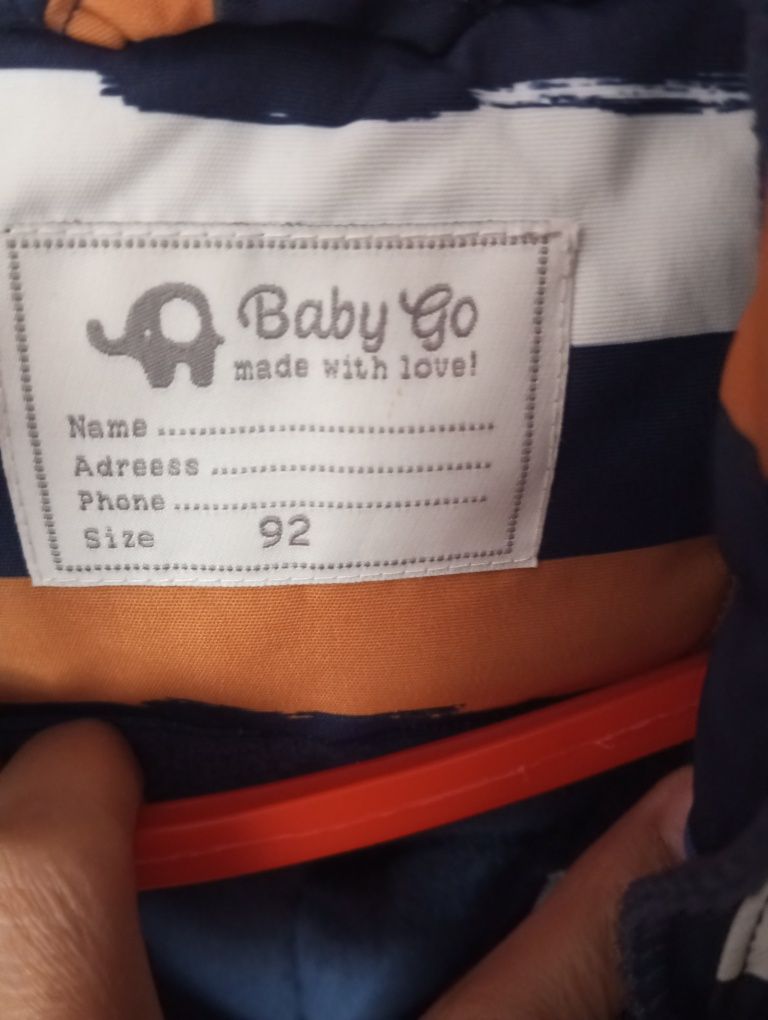 Baby Go
made with love!
Name ........................................
Adreess ........................................
Phone ........................................
Size 92